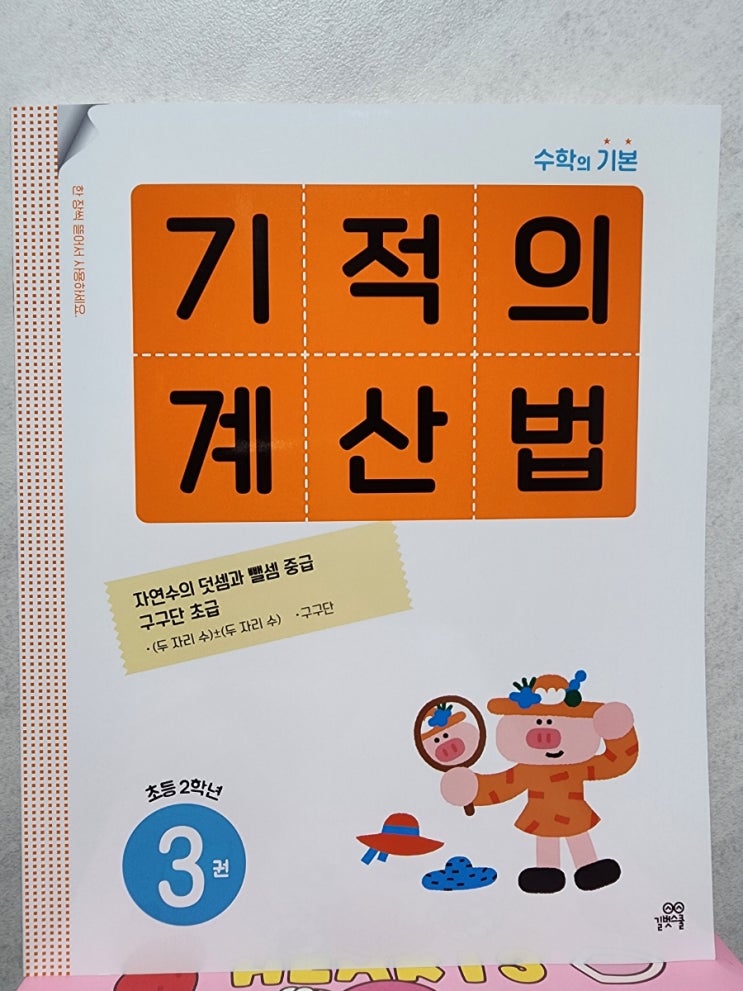 수학의 기본
한 장씩 뜯어서 사용하세요.
기적의
계산법
자연수의 덧셈과 뺄셈 중급
구구단 초급
· (두 자리 수)±(두 자리 수) · 구구단
초등 2학년
3권
길벗스쿨
HEARTS